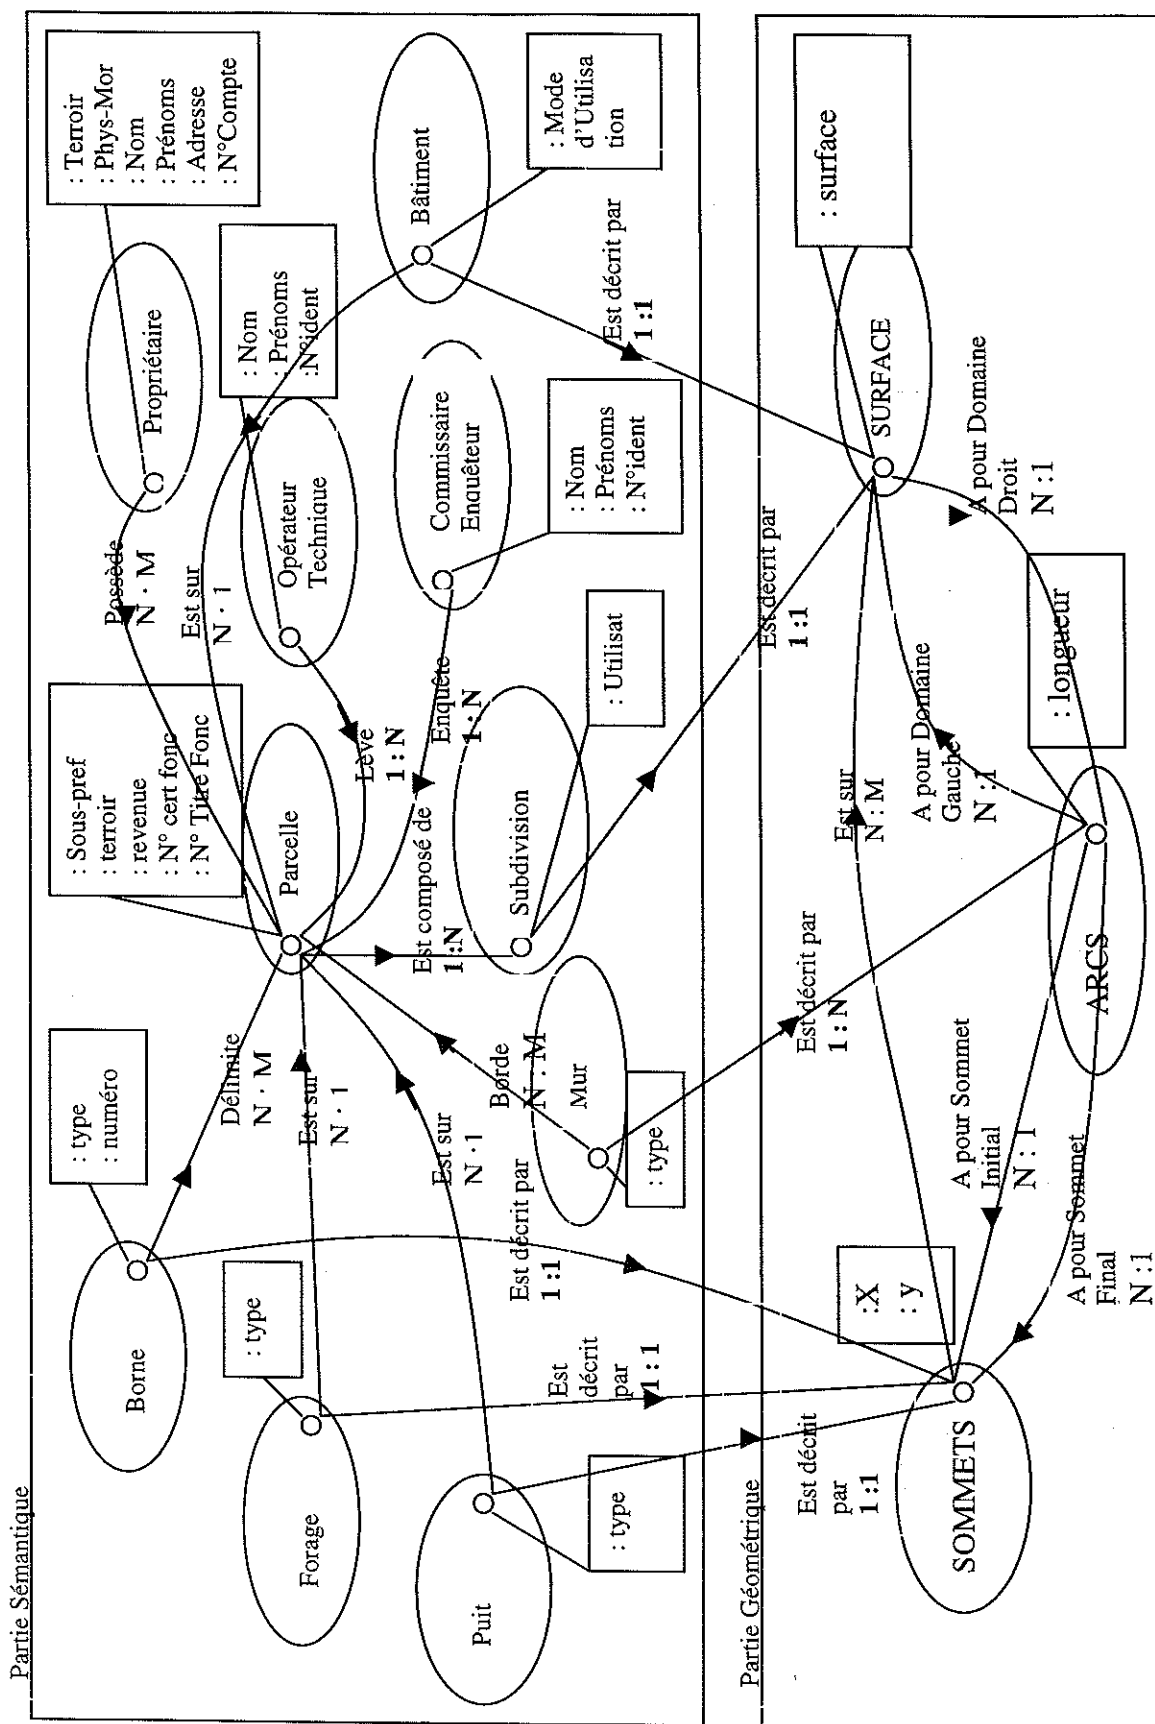 Partie Sémantique
: type
: numéro
Borne
: Sous-pref
: terroir
: revenue
: N° cert fonc
: N° Titre Fonc
: Terroir
: Phys-Mor
: Nom
: Prénoms
: Adresse
: N°Compte
Propriétaire
Possède
N · M
Délimite
N · M
Est sur
N · 1
: Nom
: Prénoms
:N°ident
Opérateur
Technique
Parcelle
Est sur
N · 1
: type
Forage
Lève
1 : N
Bâtiment
: Mode
d'Utilisa
tion
Commissaire
Enquêteur
Enquête
1 : N
: Nom
: Prénoms
: N°ident
Est composé de
1 :N
Subdivision
: Utilisat
Est sur
N · 1
Borde
N : M
Mur
: type
Puit
: type
Est décrit par
1 :1
Est
décrit
par
1 : 1
Est décrit par
1 :1
Partie Géométrique
Est décrit par
1 :1
Est décrit par
1 : N
Est décrit
par
1 :1
: surface
SURFACE
Est sur
N : M
A pour Domaine
Gauche
N :1
A pour Domaine
Droit
N :1
:X
: y
SOMMETS
A pour Sommet
Initial
N : 1
: longueur
ARCS
A pour Sommet
Final
N :1